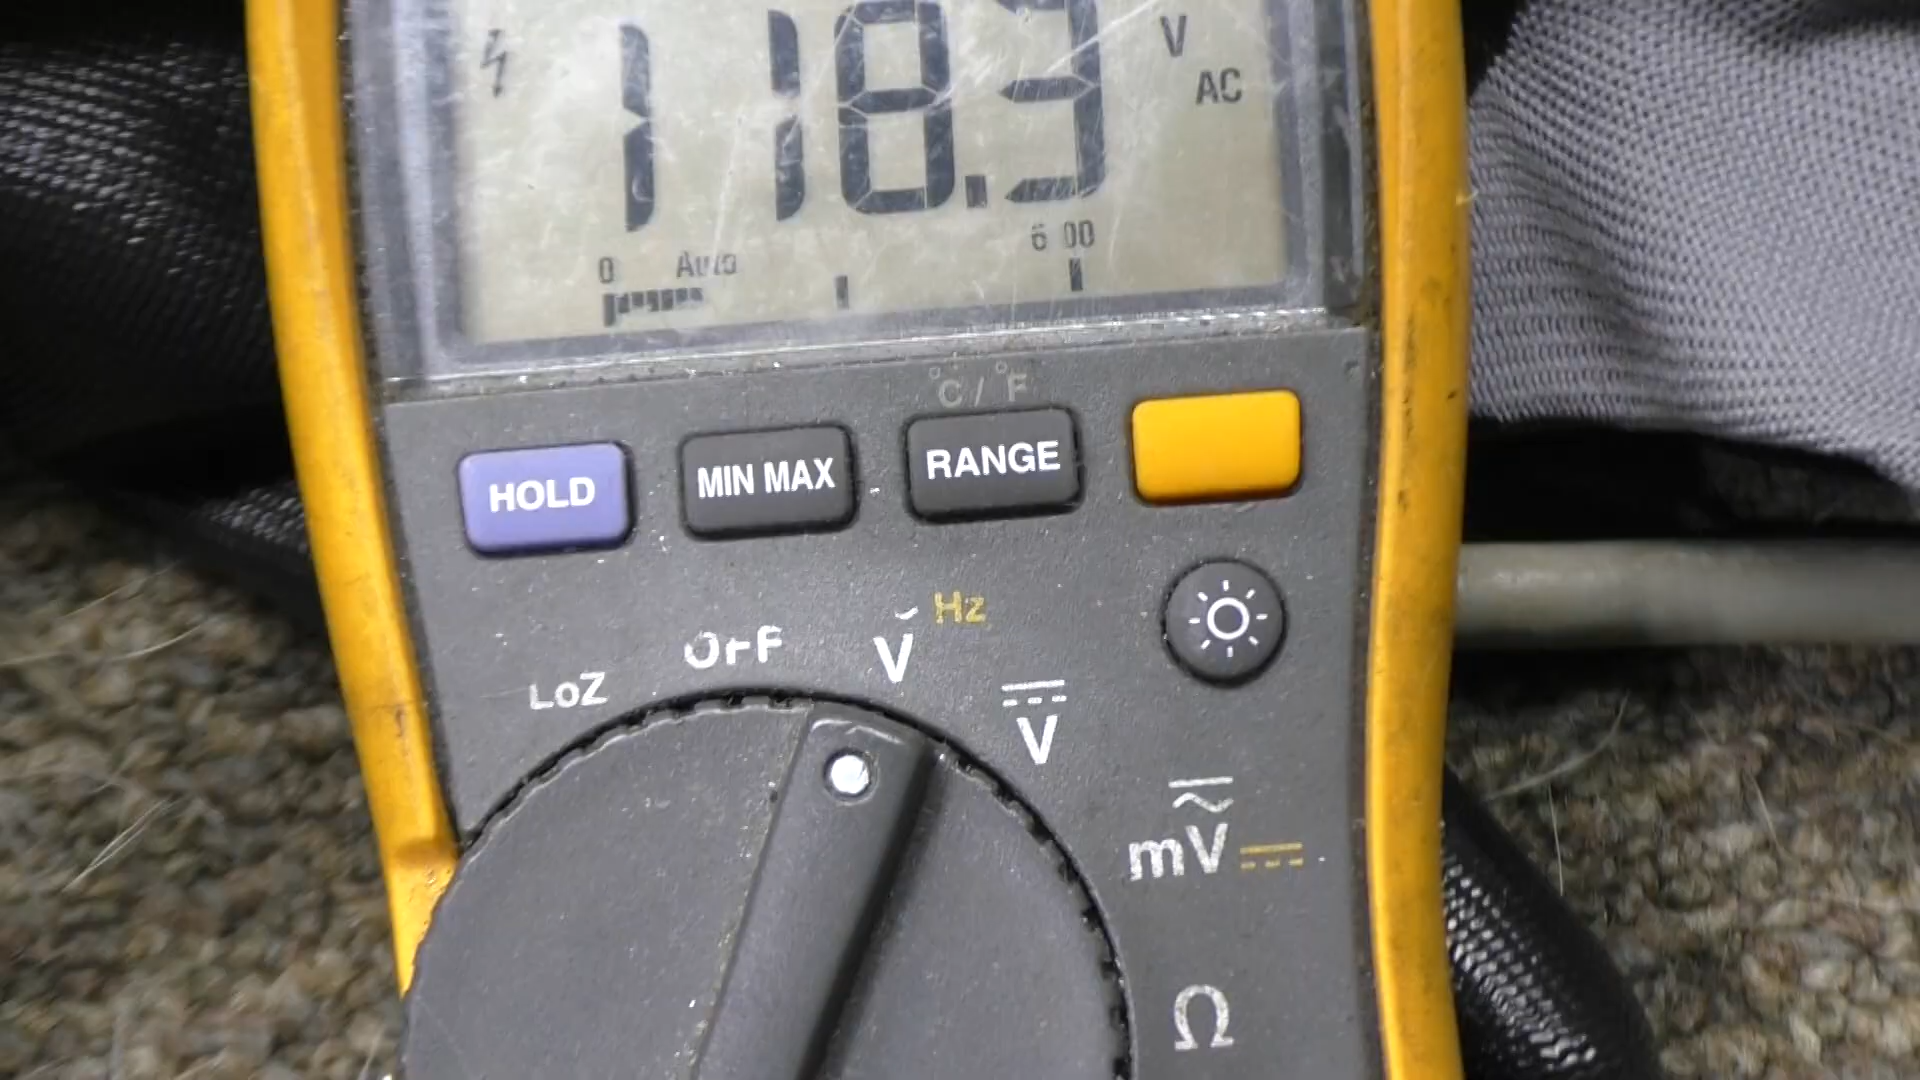 118.3 V
AC
0 Auto 600
°C/°F
HOLD MIN MAX RANGE
LoZ OFF V Hz
V
mV
Ω